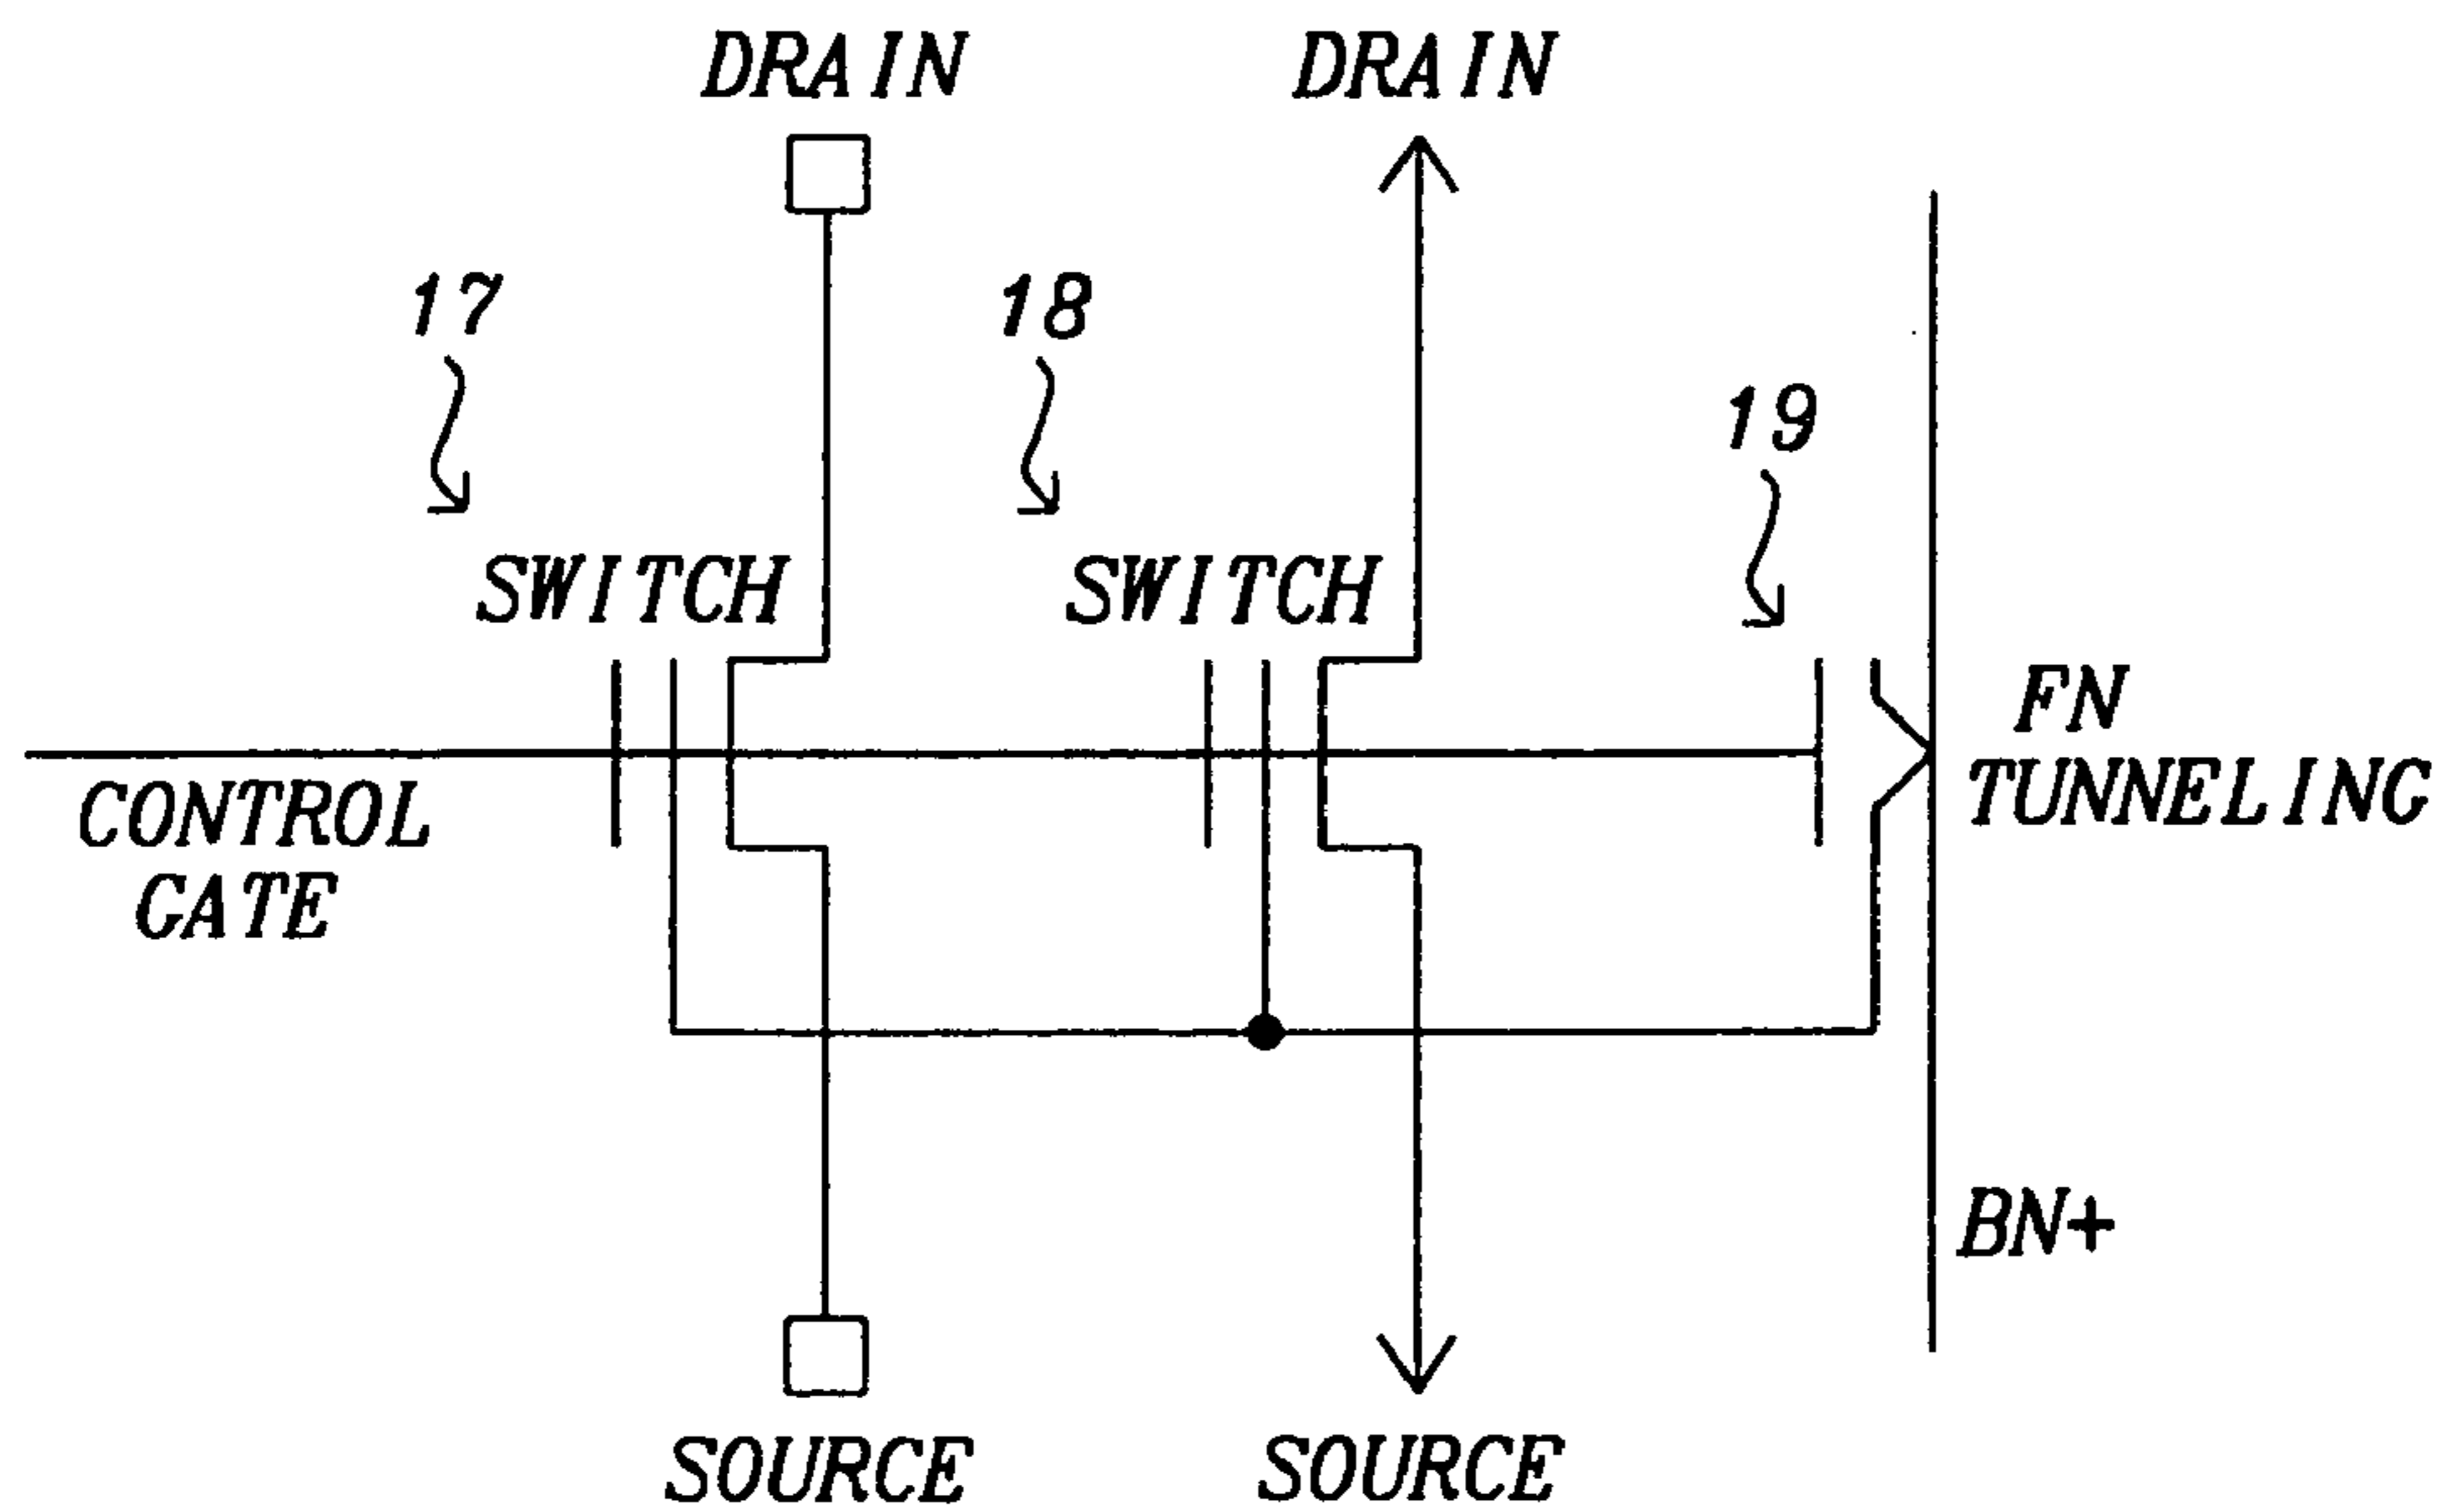 DRAIN DRAIN
17 18
19
SWITCH SWITCH
FN
TUNNELING
CONTROL
GATE
BN+
SOURCE SOURCE